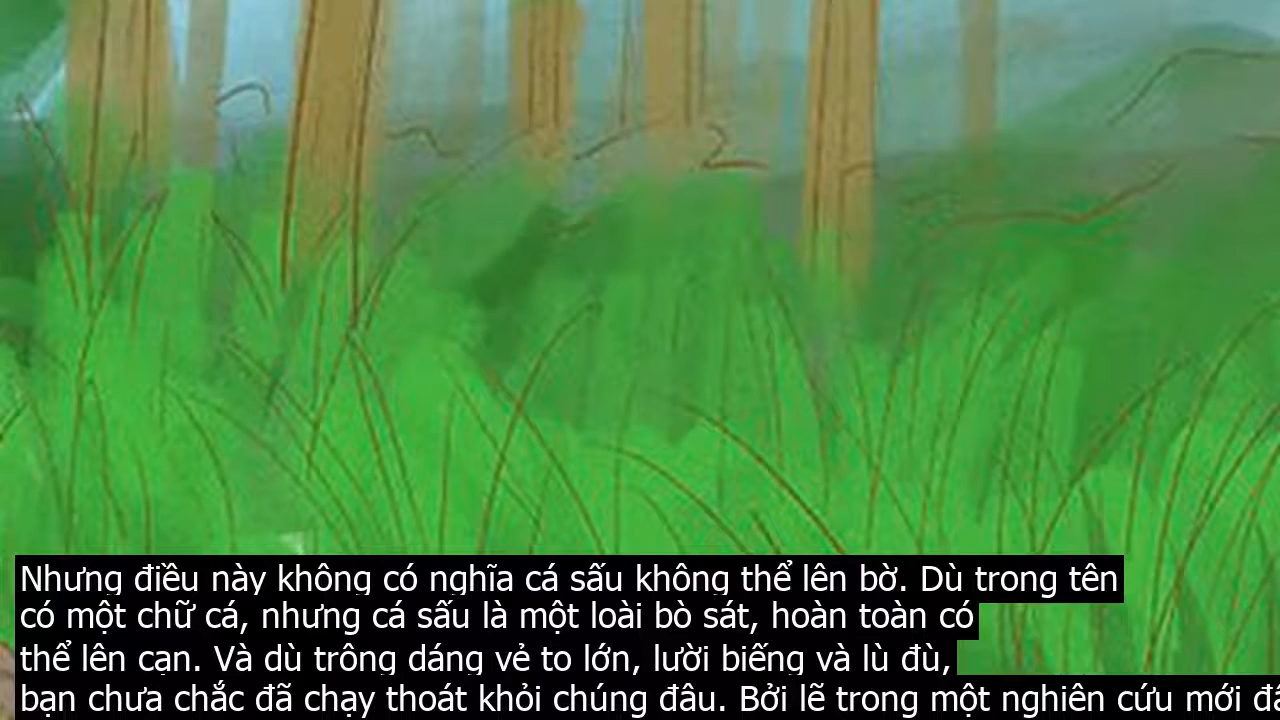 Nhưng điều này không có nghĩa cá sấu không thể lên bờ. Dù trong tên
có một chữ cá, nhưng cá sấu là một loài bò sát, hoàn toàn có
thể lên cạn. Và dù trông dáng vẻ to lớn, lười biếng và lù đù,
bạn chưa chắc đã chạy thoát khỏi chúng đâu. Bởi lẽ trong một nghiên cứu mới